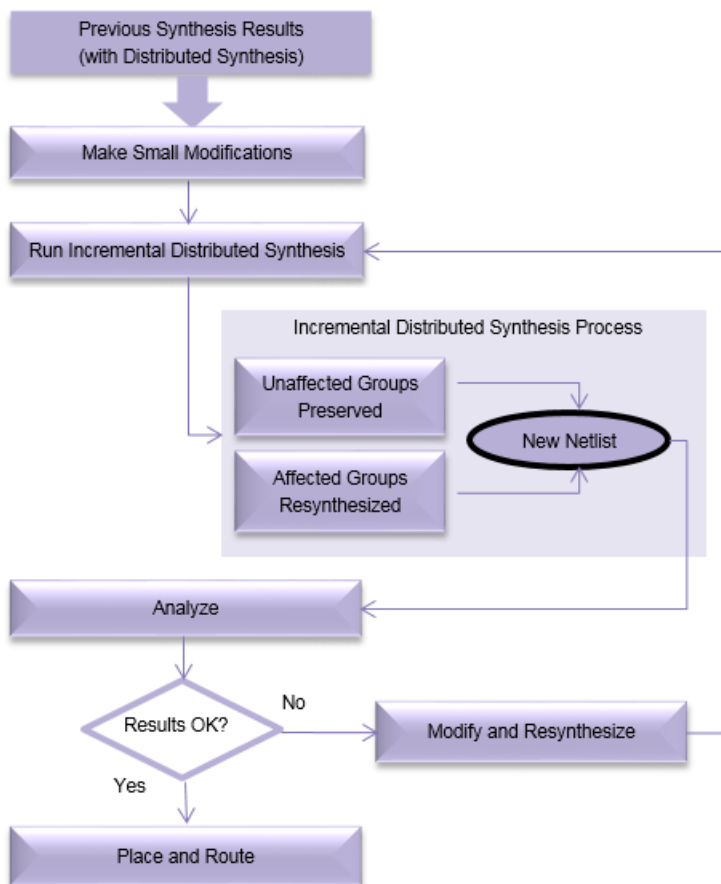 Previous Synthesis Results
(with Distributed Synthesis)
Make Small Modifications
Run Incremental Distributed Synthesis
Incremental Distributed Synthesis Process
Unaffected Groups
Preserved
New Netlist
Affected Groups
Resynthesized
Analyze
Results OK?
No
Modify and Resynthesize
Yes
Place and Route